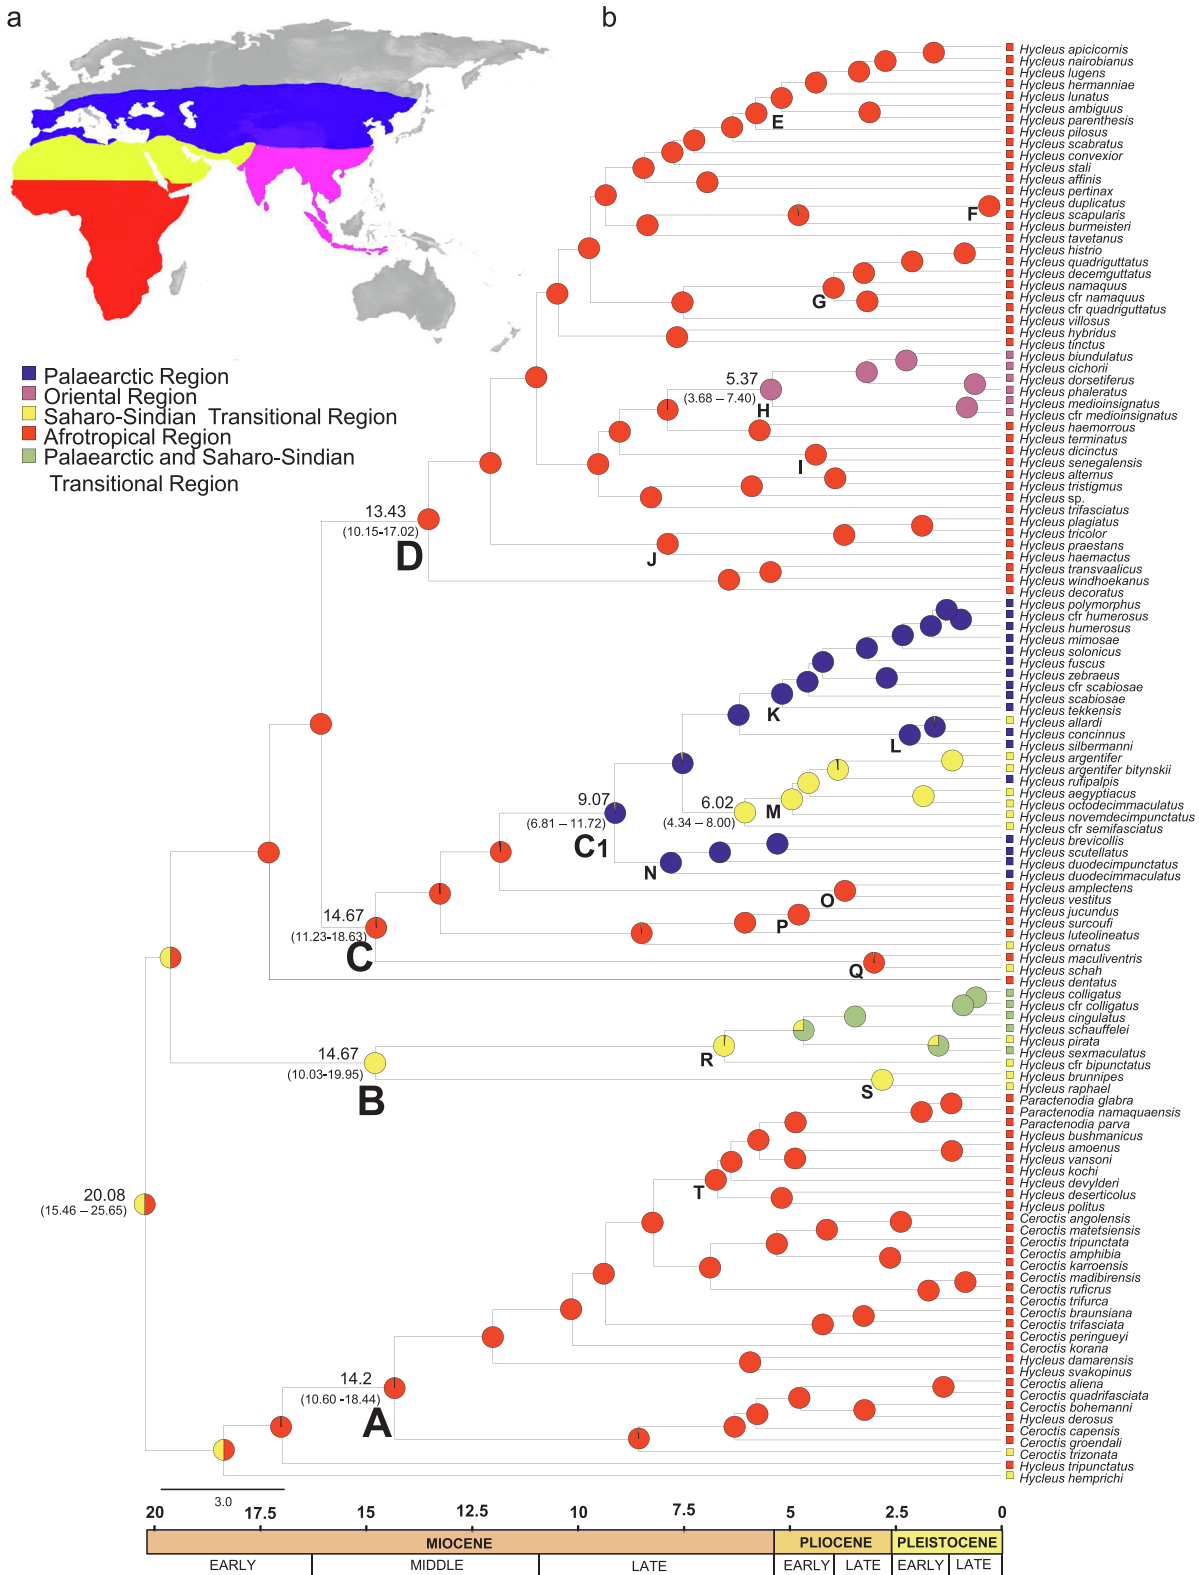 a
b
Palaearctic Region
Oriental Region
Saharo-Sindian Transitional Region
Afrotropical Region
Palaearctic and Saharo-Sindian
Transitional Region
Hycleus apicicornis
Hycleus nairobianus
Hycleus lugens
Hycleus hermanniae
Hycleus lunatus
Hycleus ambiguus
Hycleus parenthesis
Hycleus pilosus
Hycleus scabratus
Hycleus convexior
Hycleus stali
Hycleus affinis
Hycleus pertinax
Hycleus duplicatus
Hycleus scapularis
Hycleus burmeisteri
Hycleus tavetanus
Hycleus histrio
Hycleus quadriguttatus
Hycleus decemguttatus
Hycleus namaquus
Hycleus cfr namaquus
Hycleus cfr quadriguttatus
Hycleus villosus
Hycleus hybridus
Hycleus tinctus
Hycleus biundulatus
Hycleus cichorii
Hycleus dorsetiferus
Hycleus phaleratus
Hycleus medioinsignatus
Hycleus cfr medioinsignatus
Hycleus haemorrous
Hycleus terminatus
Hycleus dicinctus
Hycleus senegalensis
Hycleus alternus
Hycleus tristigmus
Hycleus sp.
Hycleus trifasciatus
Hycleus plagiatus
Hycleus tricolor
Hycleus praestans
Hycleus haemactus
Hycleus transvaalicus
Hycleus windhoekanus
Hycleus decoratus
Hycleus polymorphus
Hycleus cfr humerosus
Hycleus humerosus
Hycleus mimosae
Hycleus solonicus
Hycleus fuscus
Hycleus zebraeus
Hycleus cfr scabiosae
Hycleus scabiosae
Hycleus tekkensis
Hycleus allardi
Hycleus concinnus
Hycleus silbermanni
Hycleus argentifer
Hycleus argentifer bitynskii
Hycleus rufipalpis
Hycleus aegyptiacus
Hycleus octodecimmaculatus
Hycleus novemdecimpunctatus
Hycleus cfr semifasciatus
Hycleus brevicollis
Hycleus scutellatus
Hycleus duodecimpunctatus
Hycleus duodecimmaculatus
Hycleus amplectens
Hycleus vestitus
Hycleus jucundus
Hycleus surcoufi
Hycleus luteolineatus
Hycleus ornatus
Hycleus maculiventris
Hycleus schah
Hycleus dentatus
Hycleus colligatus
Hycleus cfr colligatus
Hycleus cingulatus
Hycleus schauffelei
Hycleus pirata
Hycleus sexmaculatus
Hycleus cfr bipunctatus
Hycleus brunnipes
Hycleus raphael
Paractenodia glabra
Paractenodia namaquaensis
Paractenodia parva
Hycleus bushmanicus
Hycleus amoenus
Hycleus vansoni
Hycleus kochi
Hycleus devylderi
Hycleus deserticolus
Hycleus politus
Ceroctis angolensis
Ceroctis matetsiensis
Ceroctis tripunctata
Ceroctis amphibia
Ceroctis karroensis
Ceroctis madibirensis
Ceroctis ruficrus
Ceroctis trifurca
Ceroctis braunsiana
Ceroctis trifasciata
Ceroctis peringueyi
Ceroctis korana
Hycleus damarensis
Hycleus svakopinus
Ceroctis aliena
Ceroctis quadrifasciata
Ceroctis bohemanni
Hycleus derosus
Ceroctis capensis
Ceroctis groendali
Ceroctis trizonata
Hycleus tripunctatus
Hycleus hemprichi
E
F
G
5.37
(3.68 – 7.40)
H
I
13.43
(10.15-17.02)
D
J
K
L
9.07
(6.81 – 11.72)
C1
6.02
(4.34 – 8.00)
M
N
O
14.67
(11.23-18.63)
C
P
Q
14.67
(10.03-19.95)
B
R
S
20.08
(15.46 – 25.65)
T
14.2
(10.60 -18.44)
A
3.0
20 17.5 15 12.5 10 7.5 5 2.5 0
MIOCENE PLIOCENE PLEISTOCENE
EARLY MIDDLE LATE EARLY LATE EARLY LATE